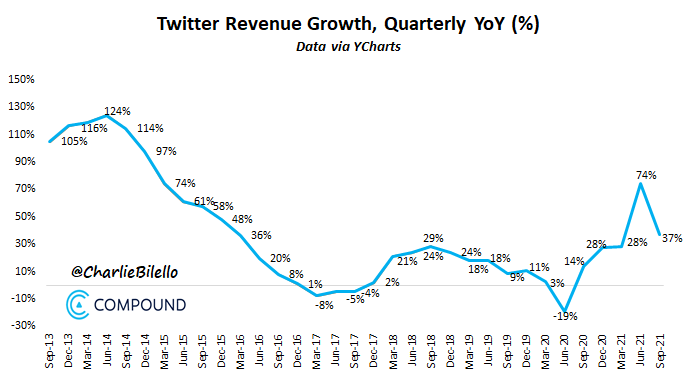 Twitter Revenue Growth, Quarterly YoY (%)
Data via YCharts
150%
130%
110%
90%
70%
50%
30%
10%
-10%
-30%
105%
116%
124%
114%
97%
74%
61%
58%
48%
36%
20%
8%
1%
-8%
-5%
-4%
2%
21%
29%
24%
24%
18%
18%
9%
11%
3%
-19%
14%
28%
28%
74%
37%
@CharlieBilello
COMPOUND
Sep-13
Dec-13
Mar-14
Jun-14
Sep-14
Dec-14
Mar-15
Jun-15
Sep-15
Dec-15
Mar-16
Jun-16
Sep-16
Dec-16
Mar-17
Jun-17
Sep-17
Dec-17
Mar-18
Jun-18
Sep-18
Dec-18
Mar-19
Jun-19
Sep-19
Dec-19
Mar-20
Jun-20
Sep-20
Dec-20
Mar-21
Jun-21
Sep-21